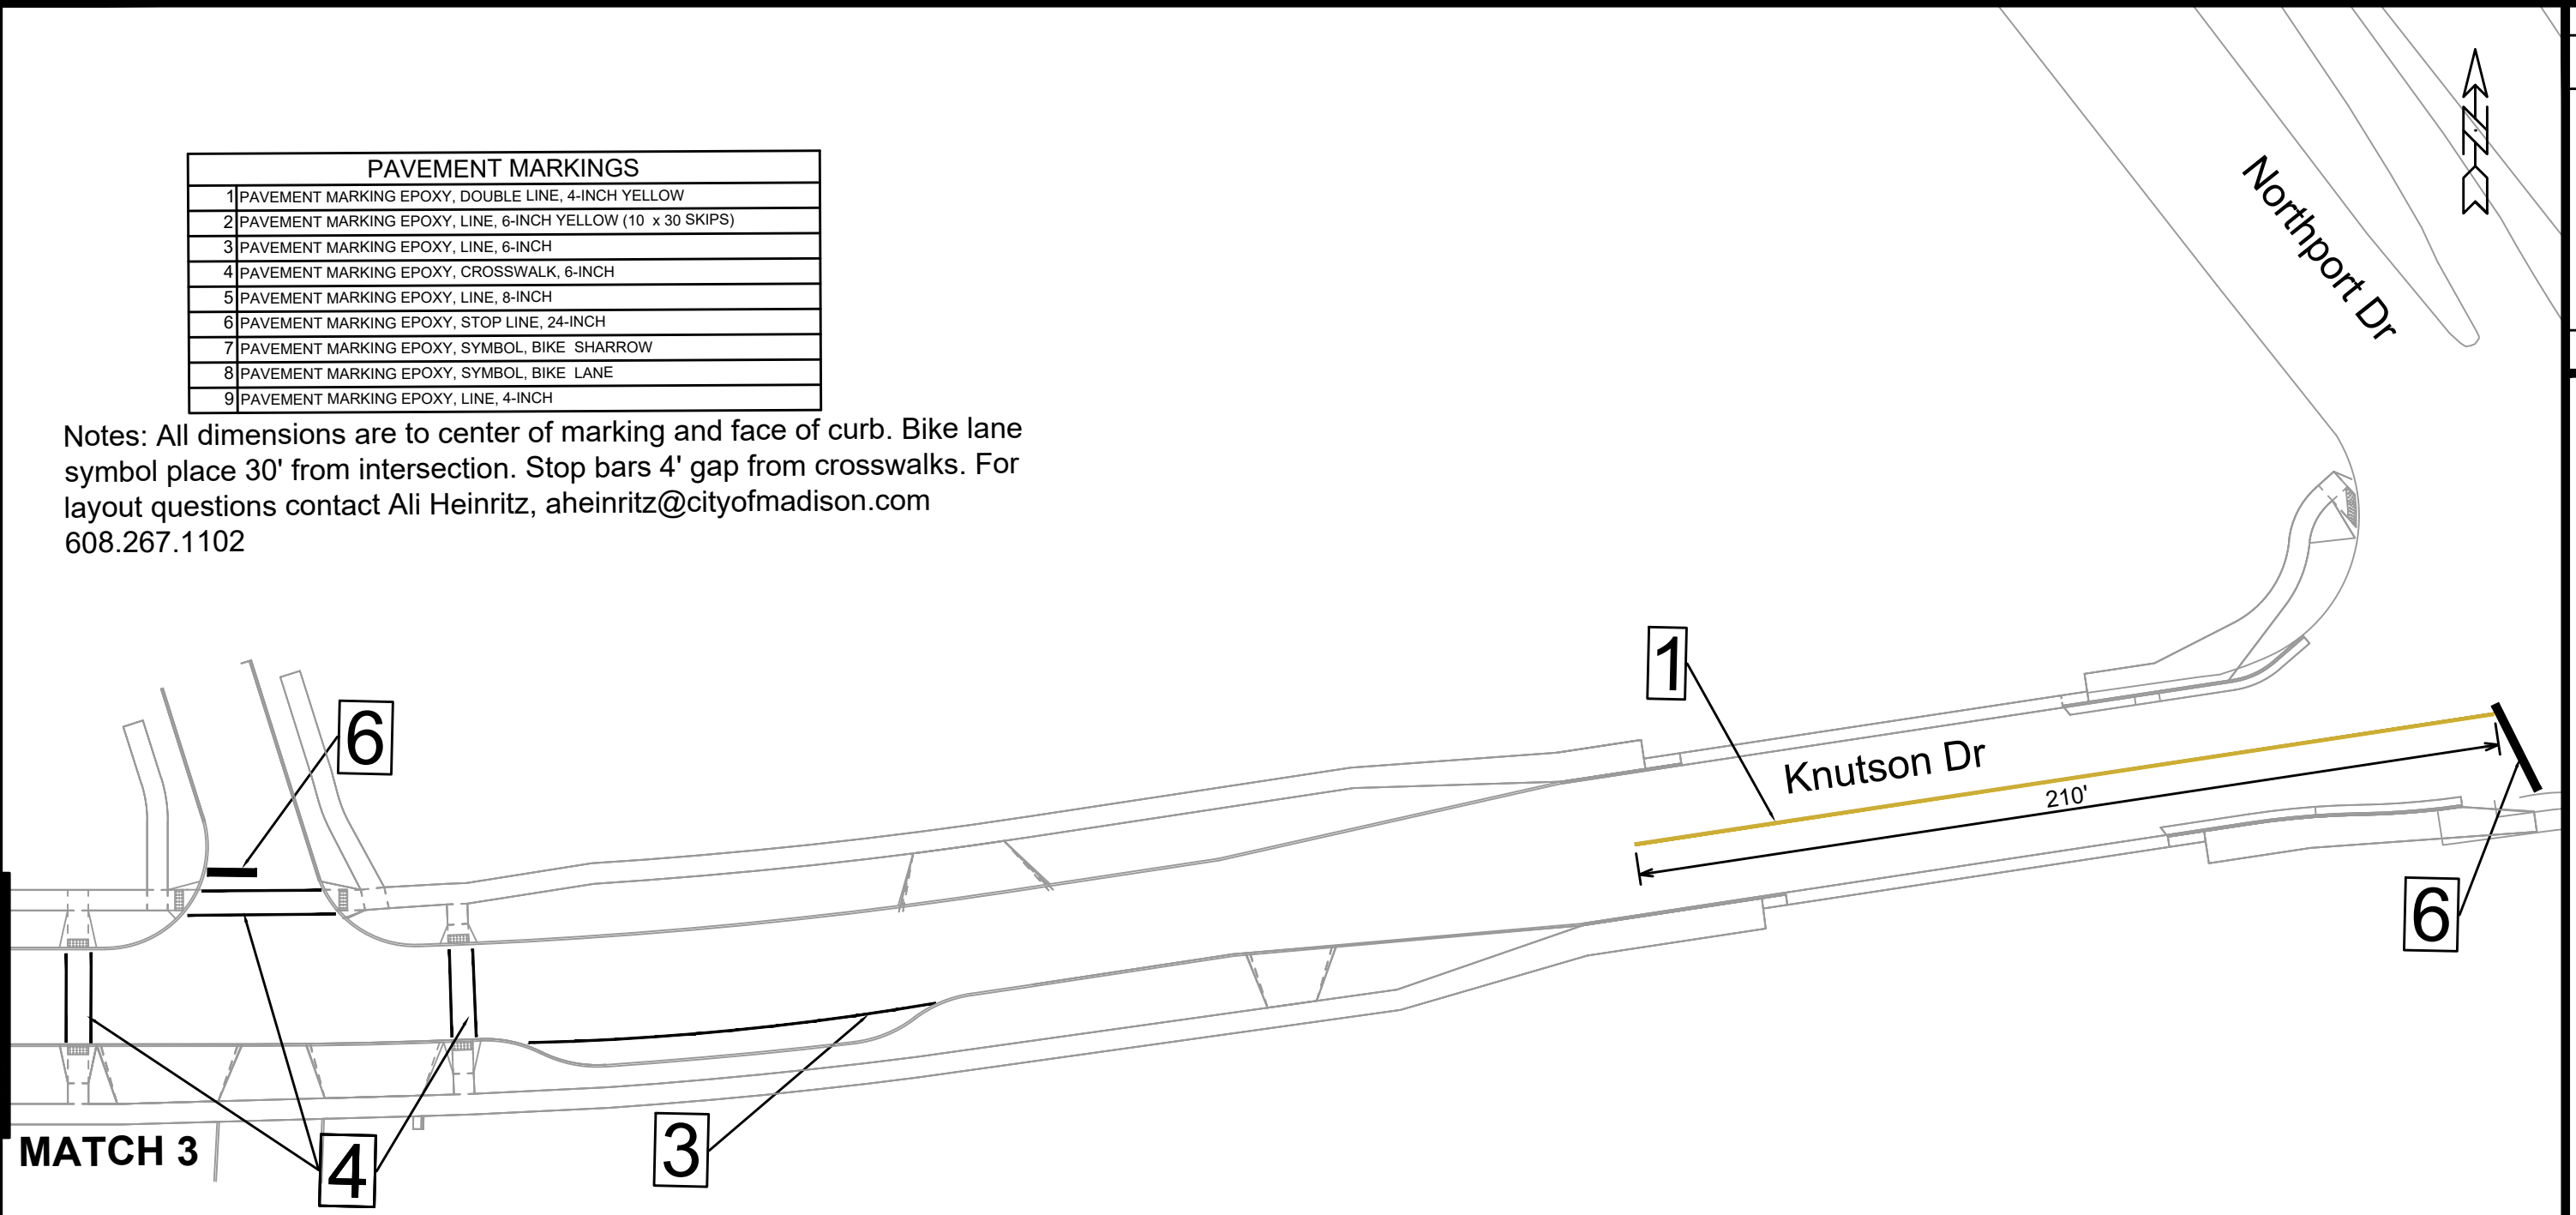 PAVEMENT MARKINGS
1 PAVEMENT MARKING EPOXY, DOUBLE LINE, 4-INCH YELLOW
2 PAVEMENT MARKING EPOXY, LINE, 6-INCH YELLOW (10 x 30 SKIPS)
3 PAVEMENT MARKING EPOXY, LINE, 6-INCH
4 PAVEMENT MARKING EPOXY, CROSSWALK, 6-INCH
5 PAVEMENT MARKING EPOXY, LINE, 8-INCH
6 PAVEMENT MARKING EPOXY, STOP LINE, 24-INCH
7 PAVEMENT MARKING EPOXY, SYMBOL, BIKE SHARROW
8 PAVEMENT MARKING EPOXY, SYMBOL, BIKE LANE
9 PAVEMENT MARKING EPOXY, LINE, 4-INCH
Notes: All dimensions are to center of marking and face of curb. Bike lane
symbol place 30' from intersection. Stop bars 4' gap from crosswalks. For
layout questions contact Ali Heinritz, aheinritz@cityofmadison.com
608.267.1102
N
Northport Dr
1
6
Knutson Dr
210'
6
MATCH 3
4
3